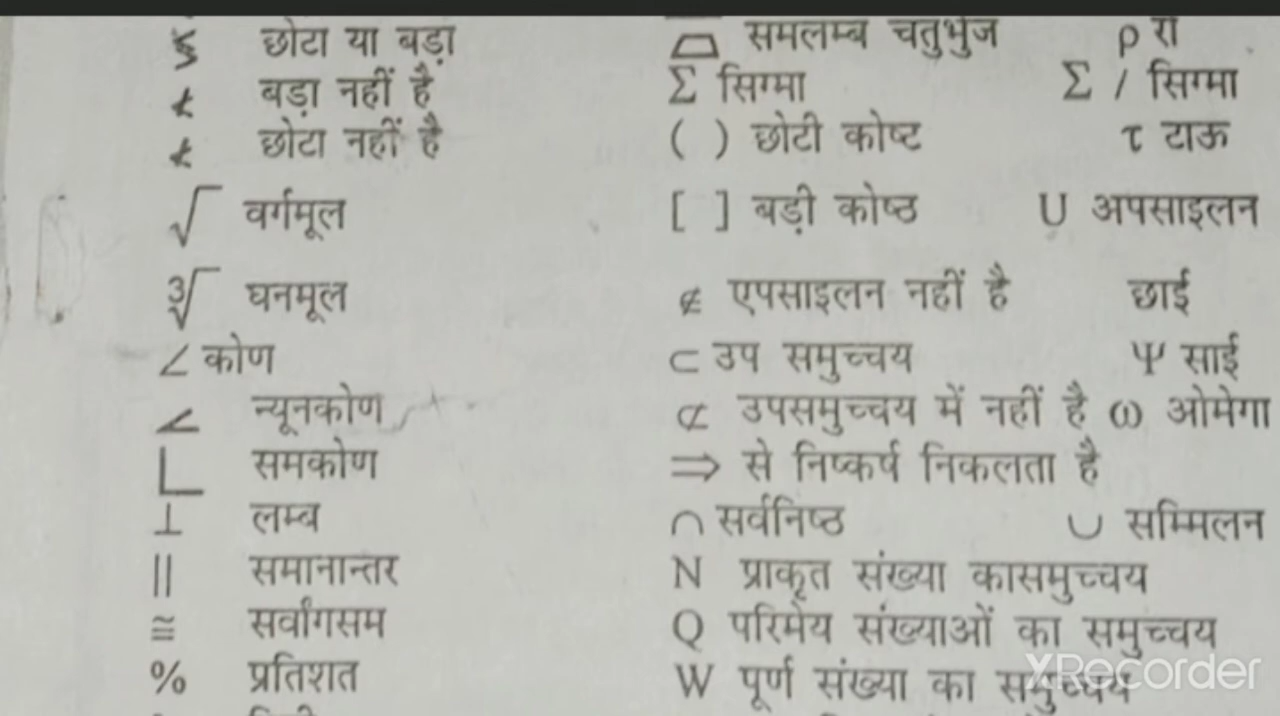 ≶ छोटा या बड़ा ⏢ समलम्ब चतुर्भुज ρ रो
≮ बड़ा नहीं है Σ सिग्मा Σ / सिग्मा
≮ छोटा नहीं है ( ) छोटी कोष्ट τ टाऊ
√ वर्गमूल [ ] बड़ी कोष्ठ U अपसाइलन
∛ घनमूल ∉ एपसाइलन नहीं है छाई
∠ कोण ⊂ उप समुच्चय Ψ साई
∠ न्यूनकोण ⊄ उपसमुच्चय में नहीं है ω ओमेगा
∟ समकोण ⇒ से निष्कर्ष निकलता है
⊥ लम्ब ∩ सर्वनिष्ठ ∪ सम्मिलन
|| समानान्तर N प्राकृत संख्या कासमुच्चय
≅ सर्वांगसम Q परिमेय संख्याओं का समुच्चय
% प्रतिशत W पूर्ण संख्या का समुच्चय
XRecorder